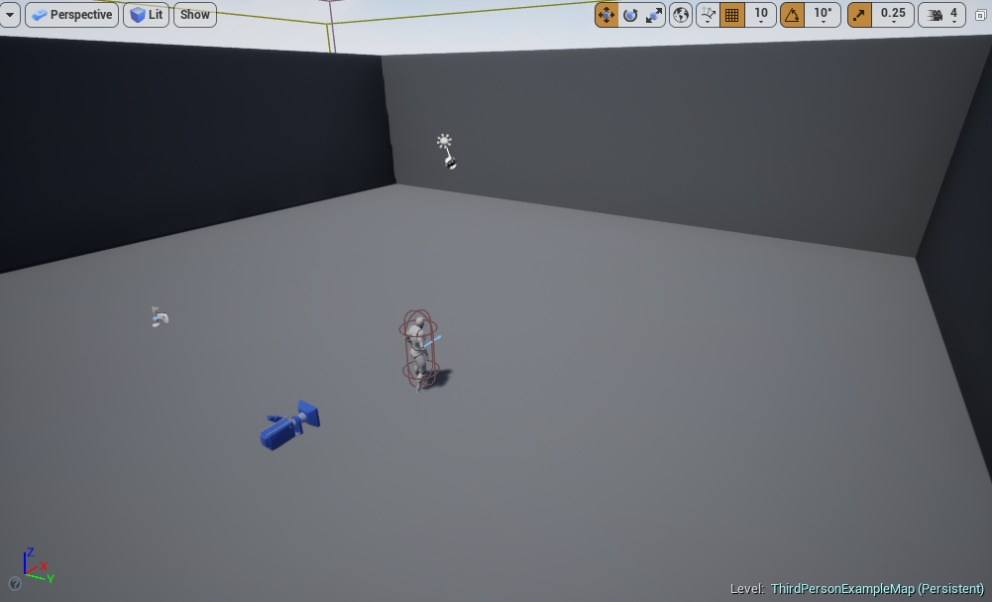 Perspective Lit Show 10 10° 0.25 4
Z
X
Y
?
Level: ThirdPersonExampleMap (Persistent)